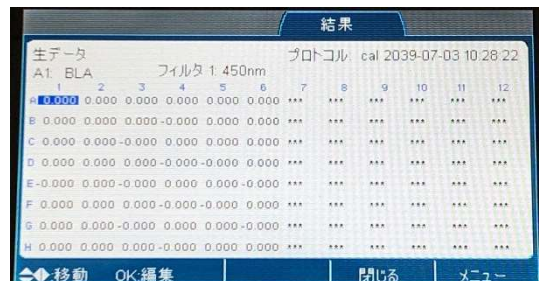 結果
生データ プロトコル cal 2039-07-03 10:28:22
A1: BLA フィルタ 1: 450nm
1 2 3 4 5 6 7 8 9 10 11 12
A 0.000 0.000 0.000 0.000 0.000 0.000 *** *** *** *** *** ***
B 0.000 0.000 0.000 -0.000 0.000 0.000 *** *** *** *** *** ***
C 0.000 0.000 -0.000 0.000 0.000 -0.000 *** *** *** *** *** ***
D 0.000 0.000 0.000 -0.000 -0.000 0.000 *** *** *** *** *** ***
E -0.000 0.000 -0.000 0.000 0.000 -0.000 *** *** *** *** *** ***
F 0.000 0.000 0.000 -0.000 -0.000 0.000 *** *** *** *** *** ***
G 0.000 0.000 -0.000 0.000 0.000 -0.000 *** *** *** *** *** ***
H 0.000 0.000 0.000 -0.000 0.000 0.000 *** *** *** *** *** ***
:移動 OK:編集 閉じる メニュー